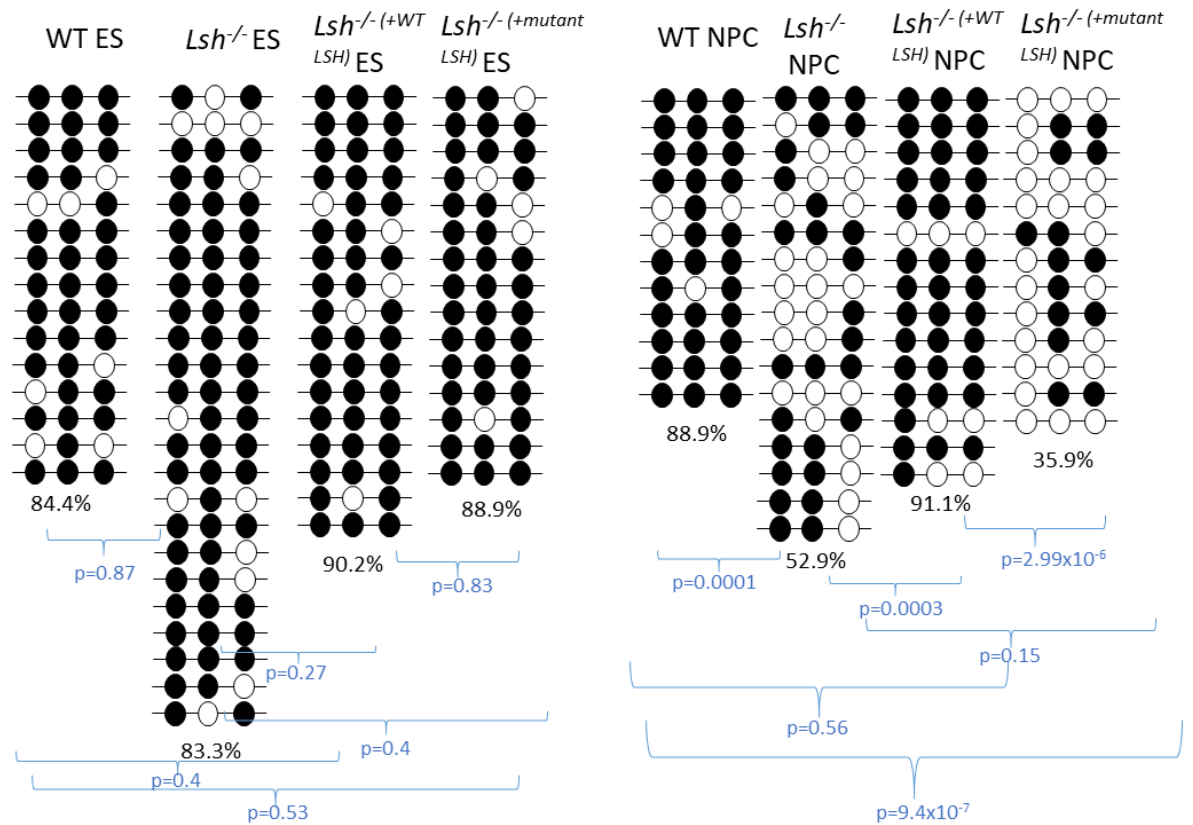 WT ES
Lsh-/- ES
Lsh-/- (+WT
LSH) ES
Lsh-/- (+mutant
LSH) ES
WT NPC
Lsh-/-
NPC
Lsh-/- (+WT
LSH) NPC
Lsh-/- (+mutant
LSH) NPC
84.4%
p=0.87
83.3%
90.2%
88.9%
p=0.83
p=0.27
p=0.4
p=0.4
p=0.53
88.9%
p=0.0001
52.9%
91.1%
35.9%
p=2.99x10-6
p=0.0003
p=0.15
p=0.56
p=9.4x10-7